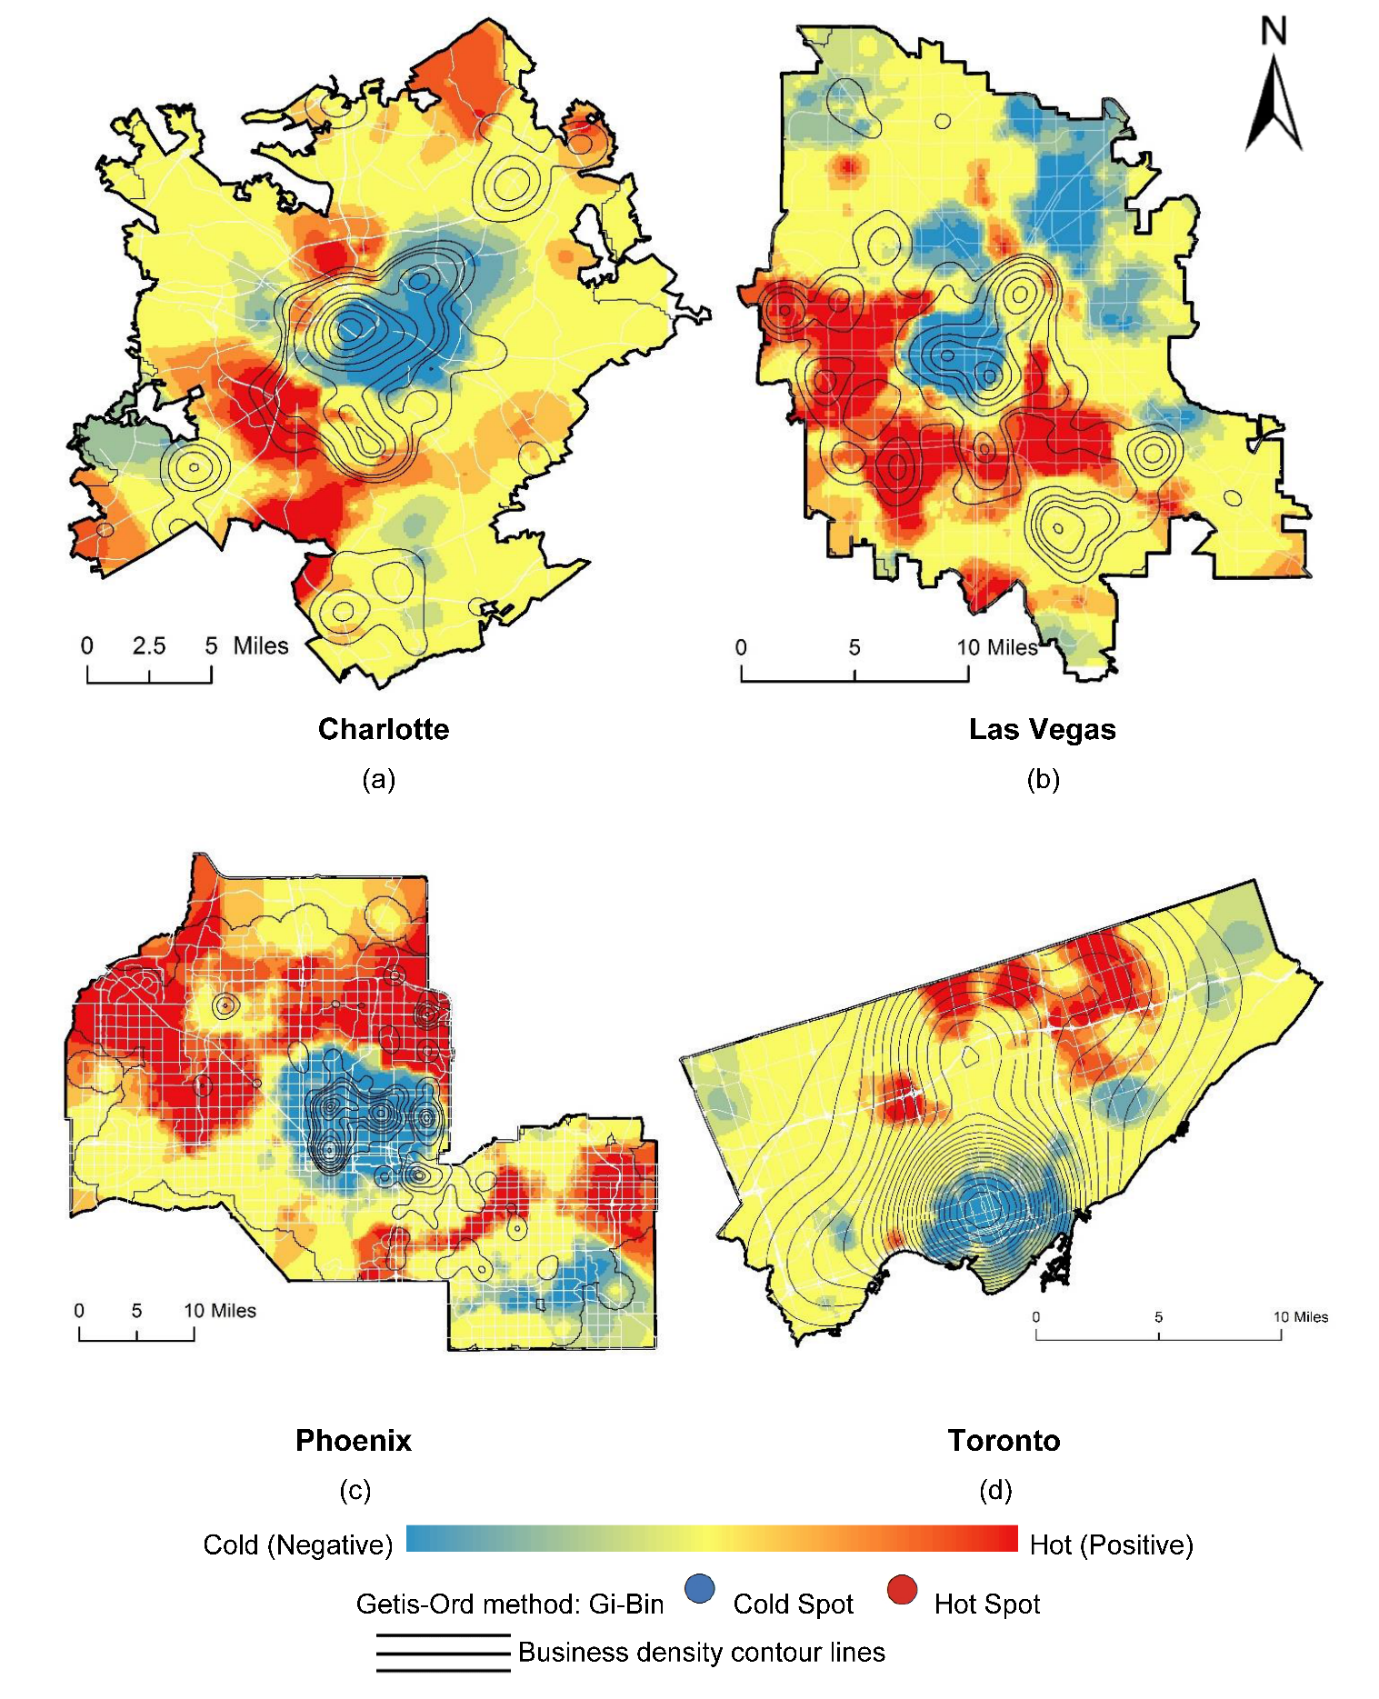 N
0 2.5 5 Miles
0 5 10 Miles
Charlotte
Las Vegas
(a)
(b)
0 5 10 Miles
0 5 10 Miles
Phoenix
Toronto
(c)
(d)
Cold (Negative)
Hot (Positive)
Getis-Ord method: Gi-Bin Cold Spot Hot Spot
Business density contour lines